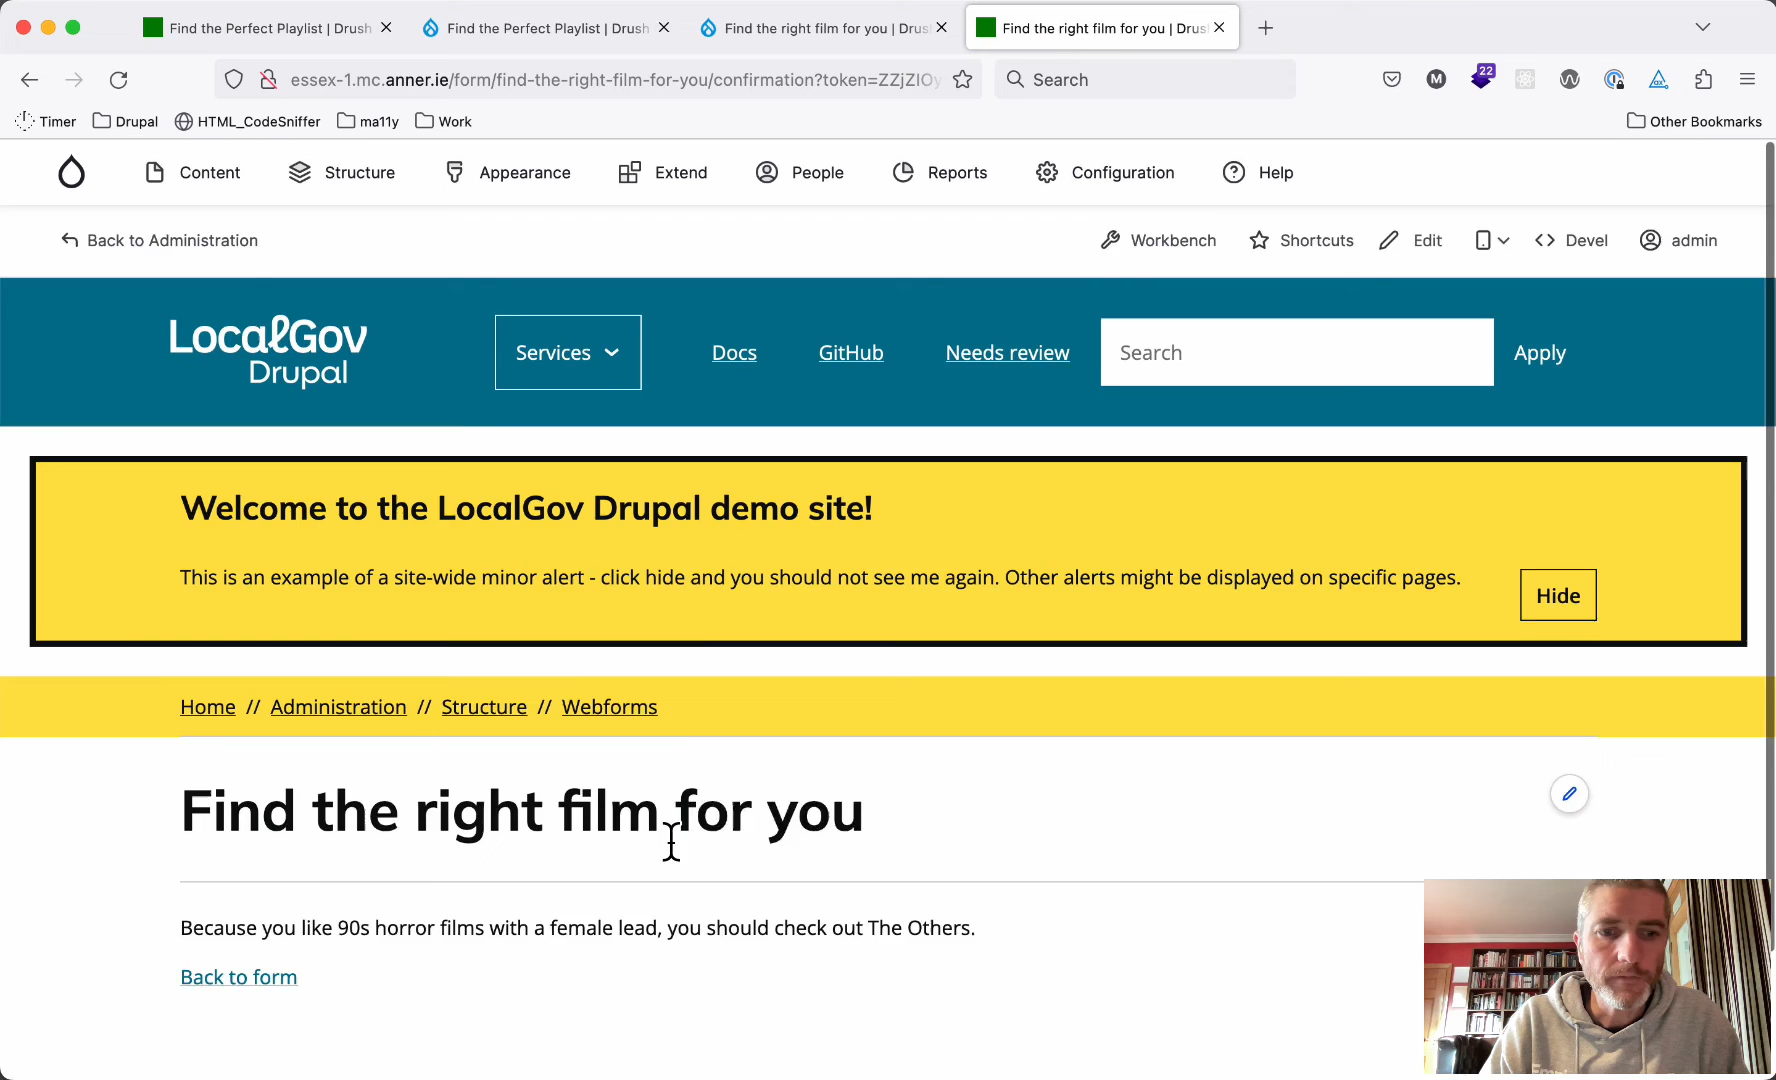 Find the Perfect Playlist | Drush
Find the Perfect Playlist | Drush
Find the right film for you | Drus
Find the right film for you | Drus
essex-1.mc.anner.ie/form/find-the-right-film-for-you/confirmation?token=ZZjZIOy
Search
22
Timer
Drupal
HTML_CodeSniffer
ma11y
Work
Other Bookmarks
Content
Structure
Appearance
Extend
People
Reports
Configuration
Help
Back to Administration
Workbench
Shortcuts
Edit
Devel
admin
LocalGov
Drupal
Services
Docs
GitHub
Needs review
Search
Apply
Welcome to the LocalGov Drupal demo site!
This is an example of a site-wide minor alert - click hide and you should not see me again. Other alerts might be displayed on specific pages.
Hide
Home // Administration // Structure // Webforms
Find the right film for you
Because you like 90s horror films with a female lead, you should check out The Others.
Back to form